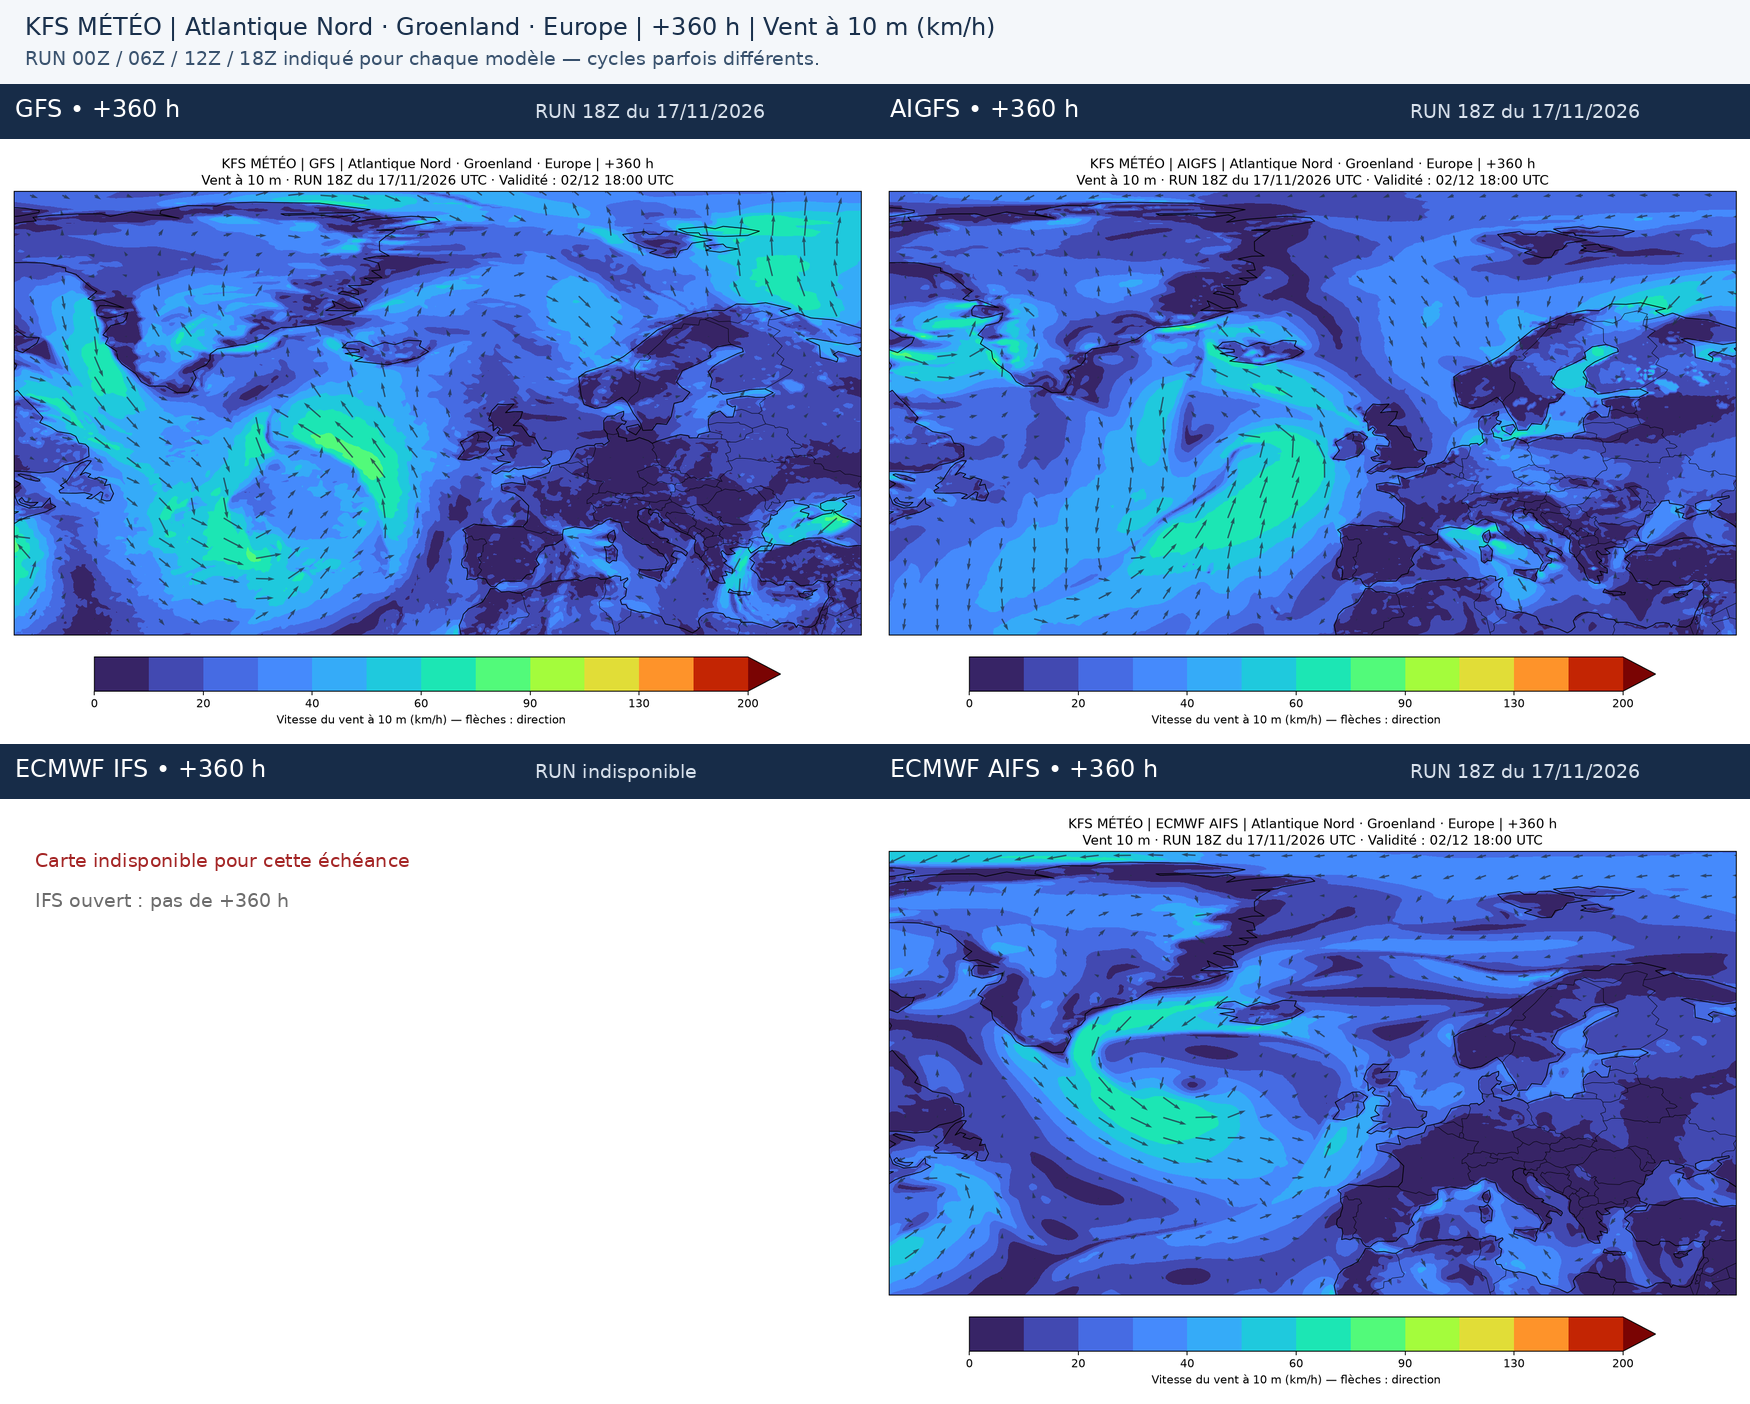 KFS MÉTÉO | Atlantique Nord · Groenland · Europe | +360 h | Vent à 10 m (km/h)
RUN 00Z / 06Z / 12Z / 18Z indiqué pour chaque modèle — cycles parfois différents.
GFS • +360 h
RUN 18Z du 17/11/2026
KFS MÉTÉO | GFS | Atlantique Nord · Groenland · Europe | +360 h
Vent à 10 m · RUN 18Z du 17/11/2026 UTC · Validité : 02/12 18:00 UTC
0 20 40 60 90 130 200
Vitesse du vent à 10 m (km/h) — flèches : direction
AIGFS • +360 h
RUN 18Z du 17/11/2026
KFS MÉTÉO | AIGFS | Atlantique Nord · Groenland · Europe | +360 h
Vent à 10 m · RUN 18Z du 17/11/2026 UTC · Validité : 02/12 18:00 UTC
0 20 40 60 90 130 200
Vitesse du vent à 10 m (km/h) — flèches : direction
ECMWF IFS • +360 h
RUN indisponible
Carte indisponible pour cette échéance
IFS ouvert : pas de +360 h
ECMWF AIFS • +360 h
RUN 18Z du 17/11/2026
KFS MÉTÉO | ECMWF AIFS | Atlantique Nord · Groenland · Europe | +360 h
Vent 10 m · RUN 18Z du 17/11/2026 UTC · Validité : 02/12 18:00 UTC
0 20 40 60 90 130 200
Vitesse du vent à 10 m (km/h) — flèches : direction